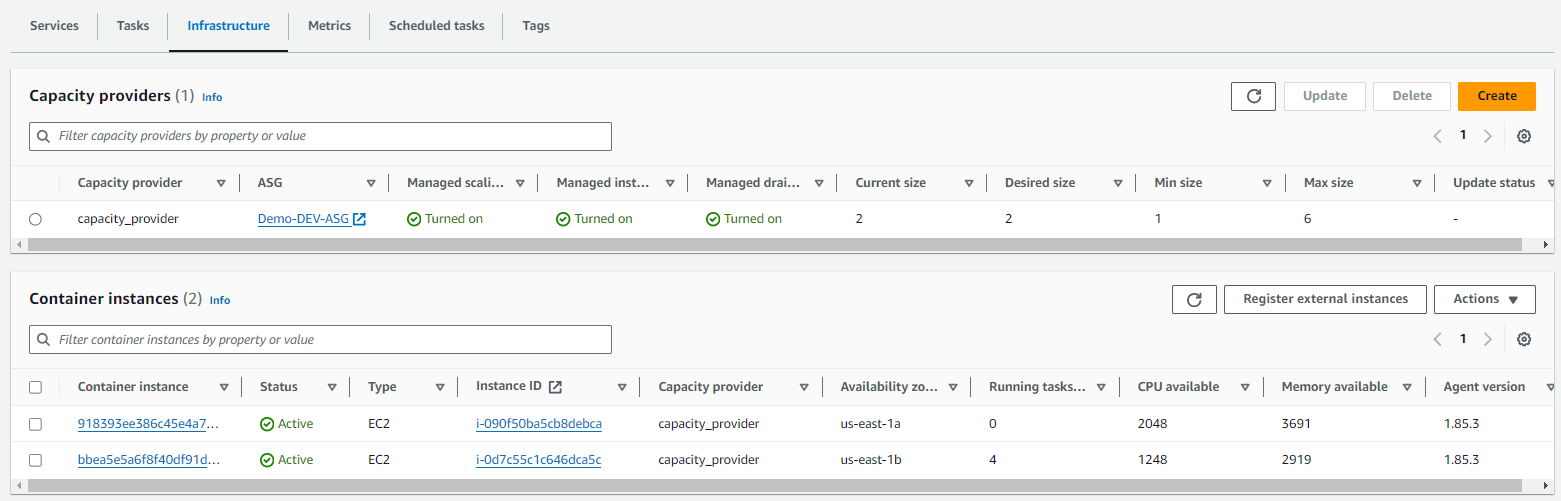 Services Tasks Infrastructure Metrics Scheduled tasks Tags
Capacity providers (1) Info Update Delete Create
Filter capacity providers by property or value 1
Capacity provider ASG Managed scali... Managed inst... Managed drai... Current size Desired size Min size Max size Update status
capacity_provider Demo-DEV-ASG Turned on Turned on Turned on 2 2 1 6 -
Container instances (2) Info Register external instances Actions
Filter container instances by property or value 1
Container instance Status Type Instance ID Capacity provider Availability zo... Running tasks... CPU available Memory available Agent version
918393ee386c45e4a7... Active EC2 i-090f50ba5cb8debca capacity_provider us-east-1a 0 2048 3691 1.85.3
bbea5e5a6f8f40df91d... Active EC2 i-0d7c55c1c646dca5c capacity_provider us-east-1b 4 1248 2919 1.85.3